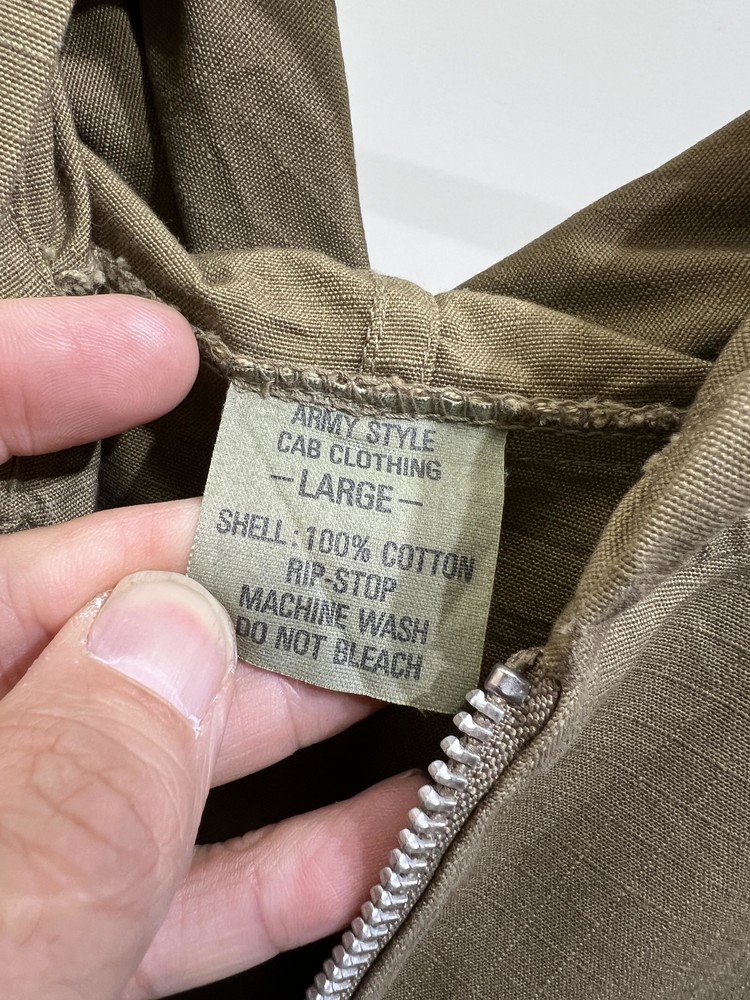 ARMY STYLE
CAB CLOTHING
—LARGE—
SHELL: 100% COTTON
RIP-STOP
MACHINE WASH
DO NOT BLEACH